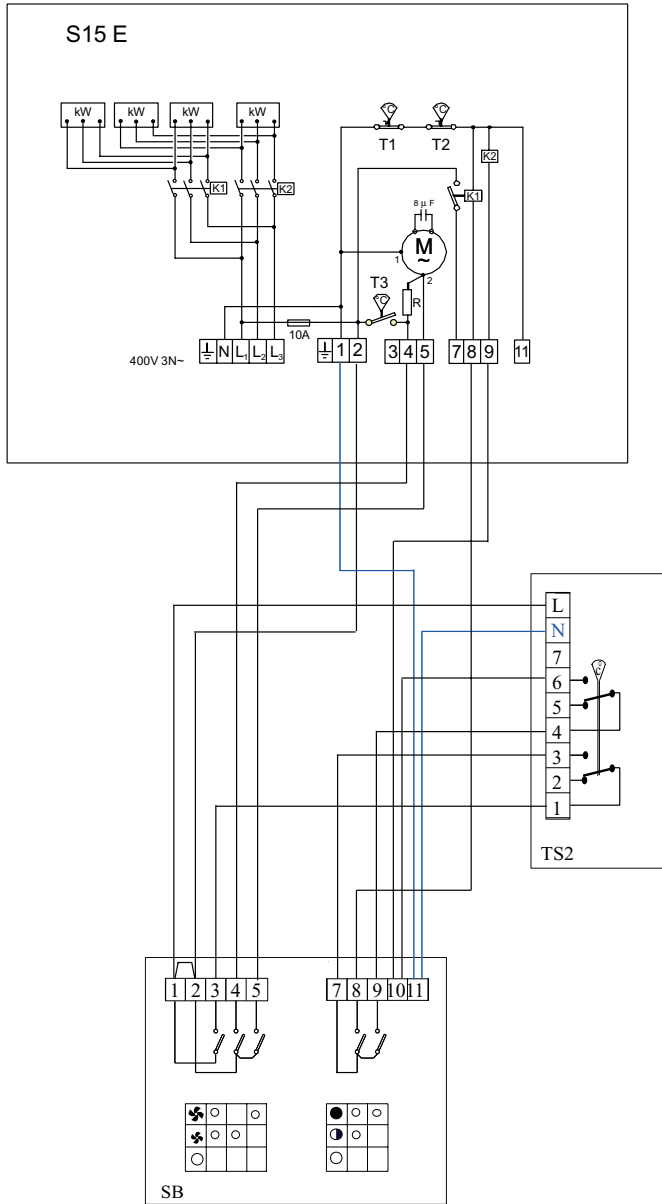 S15 E
kW kW kW kW
K1 K2
°C °C
T1 T2
K2
K1
8 µ F
M
~
1
2
T3
°C
R
10A
400V 3N~
N L1 L2 L3
1 2
3 4 5
7 8 9
11
L
N
7
6
5
4
3
2
1
°C
TS2
1 2 3 4 5
7 8 9 10 11
SB